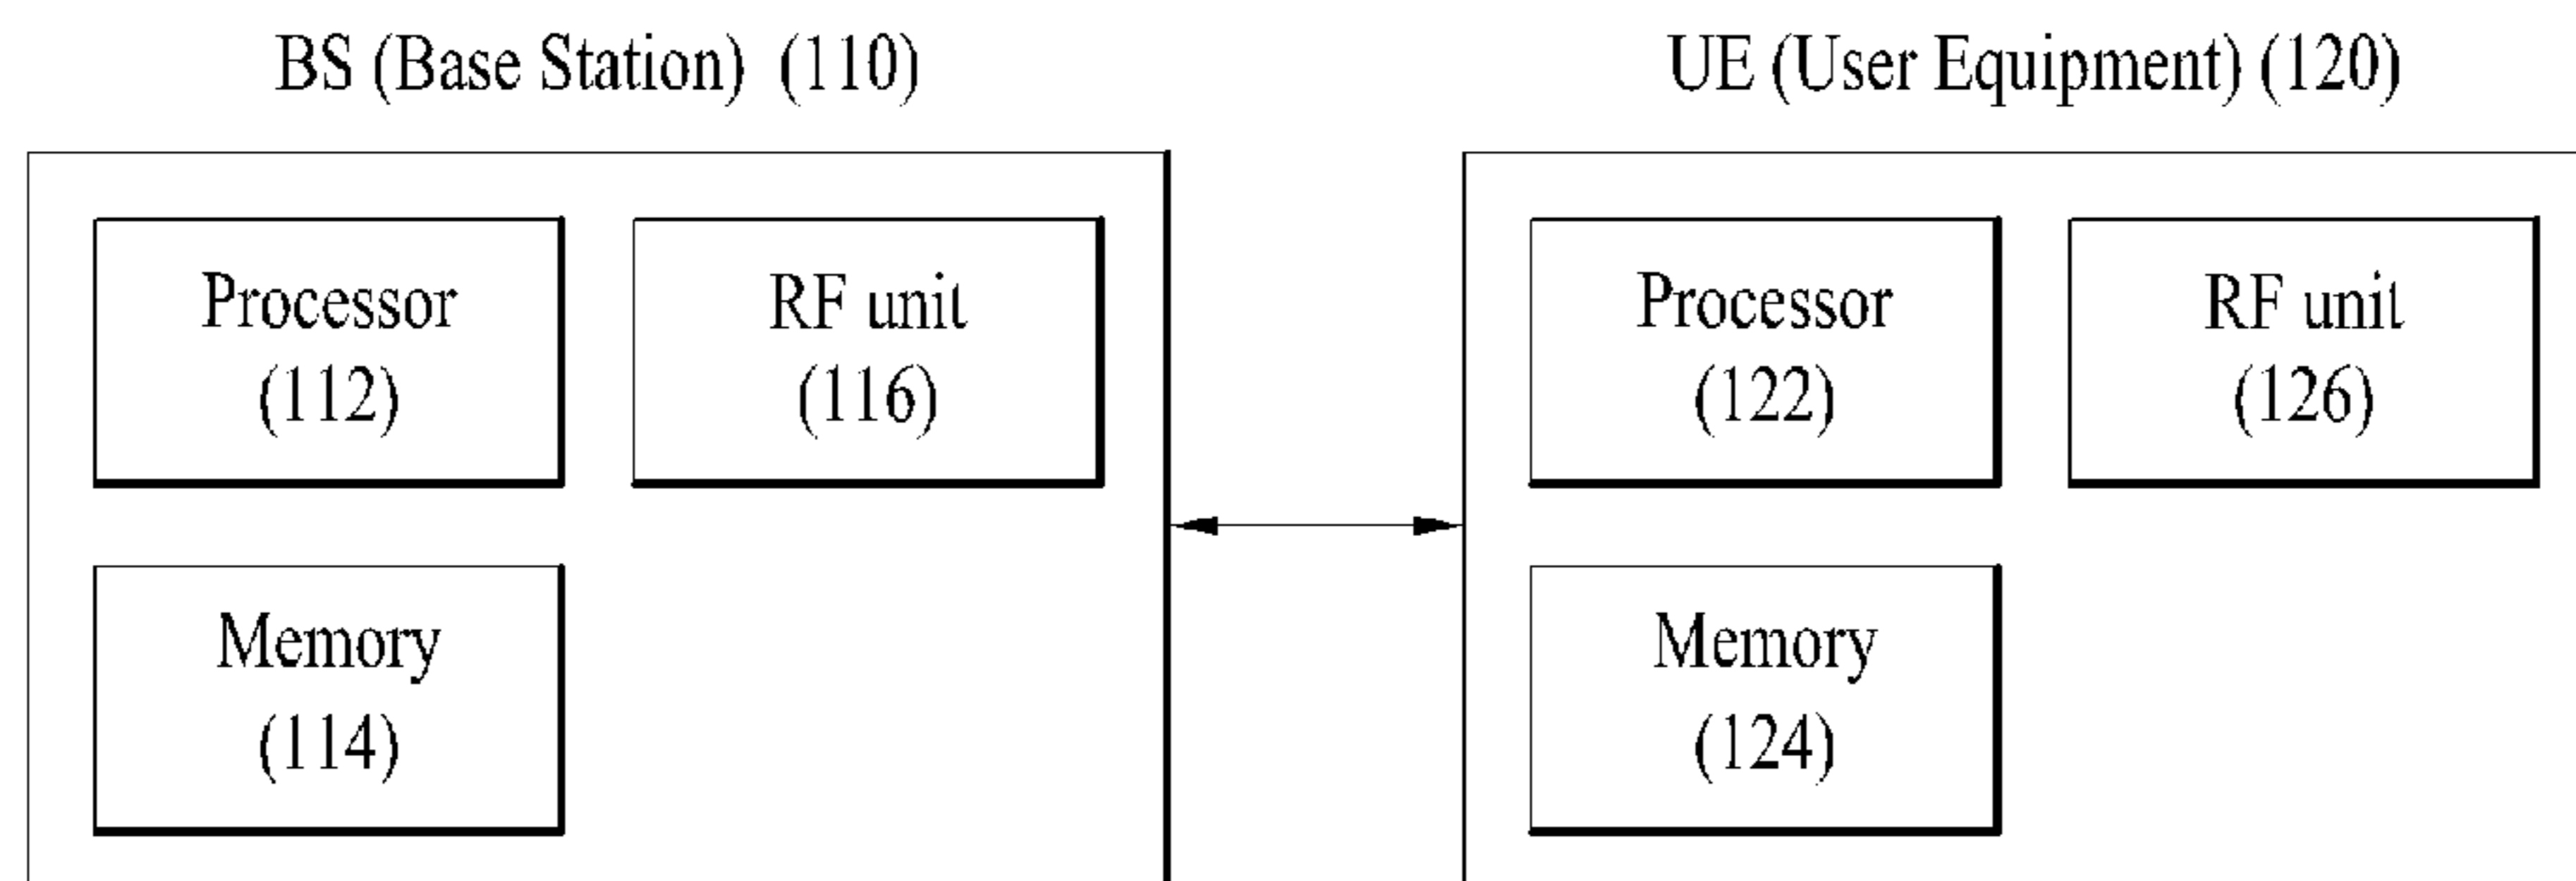 BS (Base Station) (110)
UE (User Equipment) (120)
Processor
(112)
RF unit
(116)
Memory
(114)
Processor
(122)
RF unit
(126)
Memory
(124)